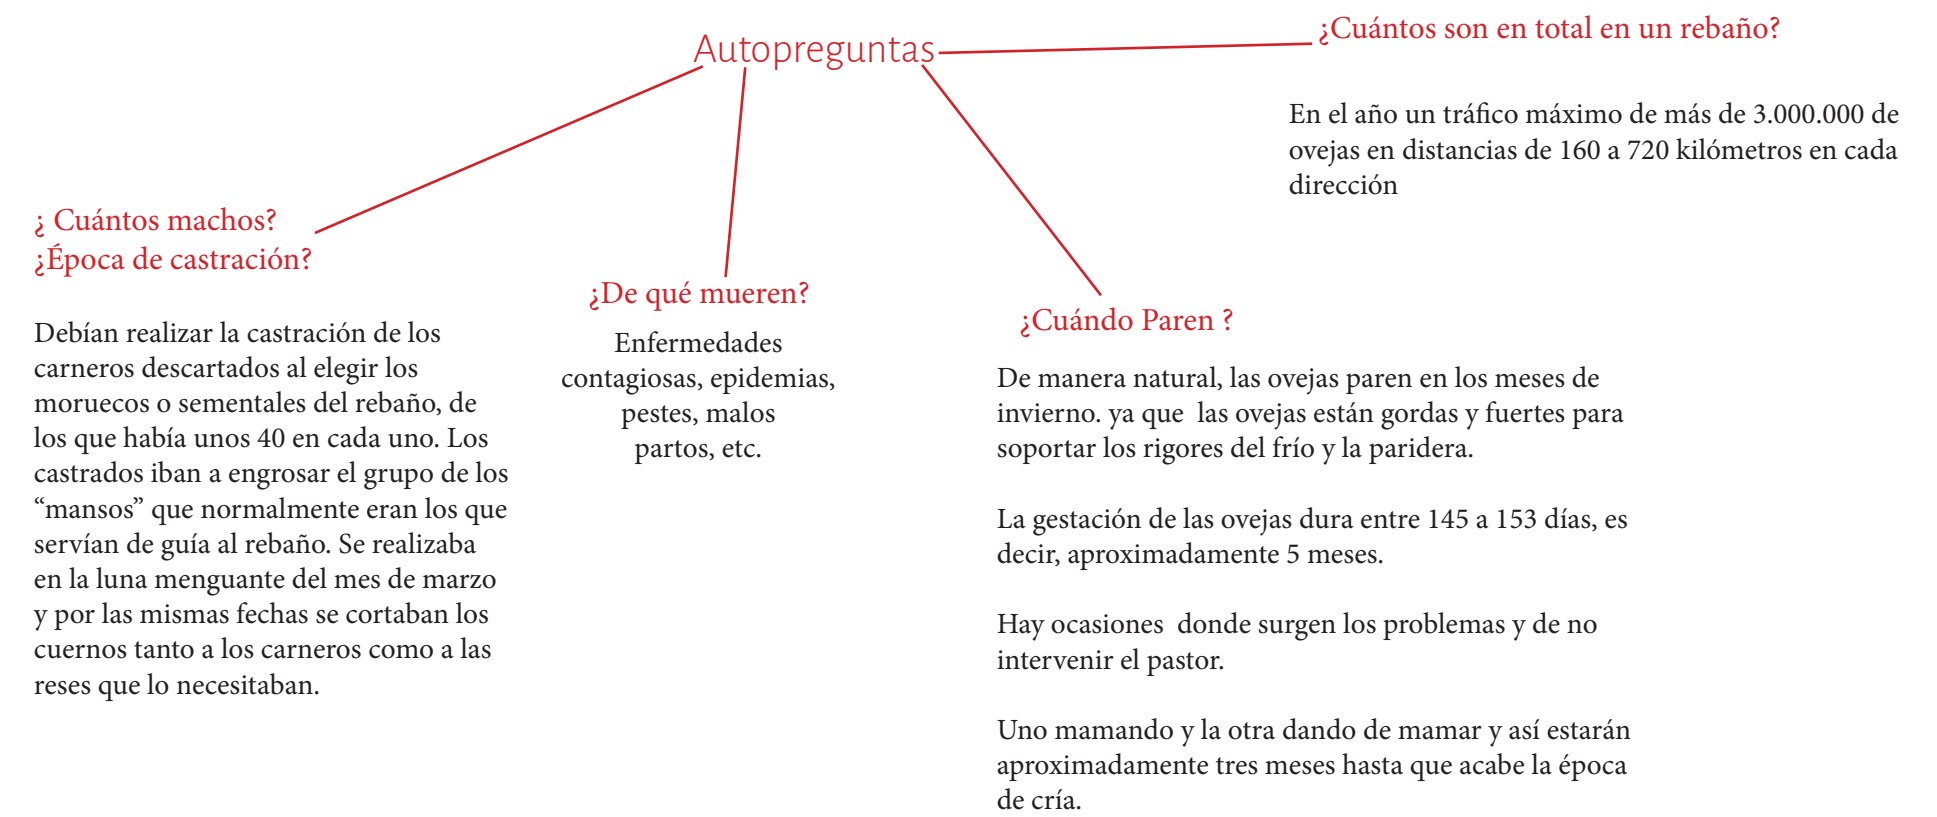 Autopreguntas
¿Cuántos son en total en un rebaño?
En el año un tráfico máximo de más de 3.000.000 de
ovejas en distancias de 160 a 720 kilómetros en cada
dirección
¿ Cuántos machos?
¿Época de castración?
Debían realizar la castración de los
carneros descartados al elegir los
moruecos o sementales del rebaño, de
los que había unos 40 en cada uno. Los
castrados iban a engrosar el grupo de los
“mansos” que normalmente eran los que
servían de guía al rebaño. Se realizaba
en la luna menguante del mes de marzo
y por las mismas fechas se cortaban los
cuernos tanto a los carneros como a las
reses que lo necesitaban.
¿De qué mueren?
Enfermedades
contagiosas, epidemias,
pestes, malos
partos, etc.
¿Cuándo Paren ?
De manera natural, las ovejas paren en los meses de
invierno. ya que  las ovejas están gordas y fuertes para
soportar los rigores del frío y la paridera.
La gestación de las ovejas dura entre 145 a 153 días, es
decir, aproximadamente 5 meses.
Hay ocasiones  donde surgen los problemas y de no
intervenir el pastor.
Uno mamando y la otra dando de mamar y así estarán
aproximadamente tres meses hasta que acabe la época
de cría.